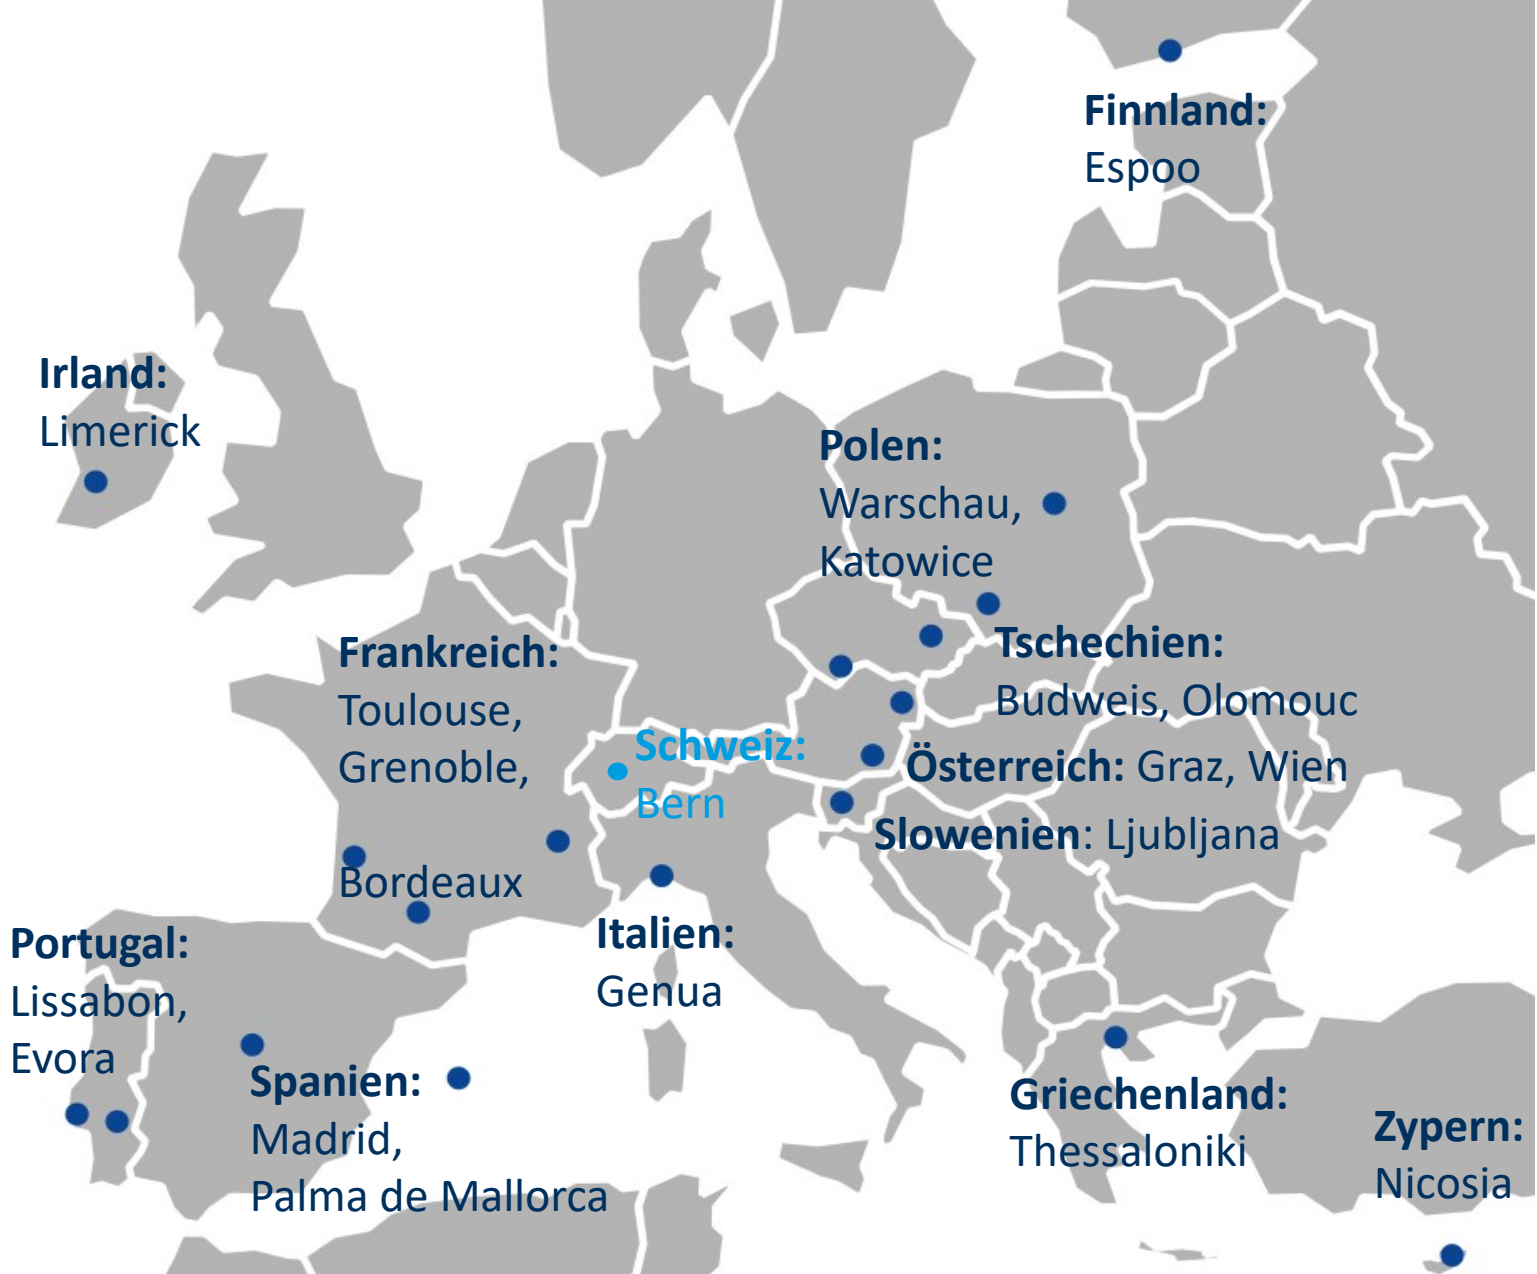 Finnland:
Espoo
Irland:
Limerick
Polen:
Warschau,
Katowice
Frankreich:
Toulouse,
Grenoble,
Bordeaux
Tschechien:
Budweis, Olomouc
Schweiz:
Bern
Österreich: Graz, Wien
Slowenien: Ljubljana
Portugal:
Lissabon,
Evora
Italien:
Genua
Spanien:
Madrid,
Palma de Mallorca
Griechenland:
Thessaloniki
Zypern:
Nicosia